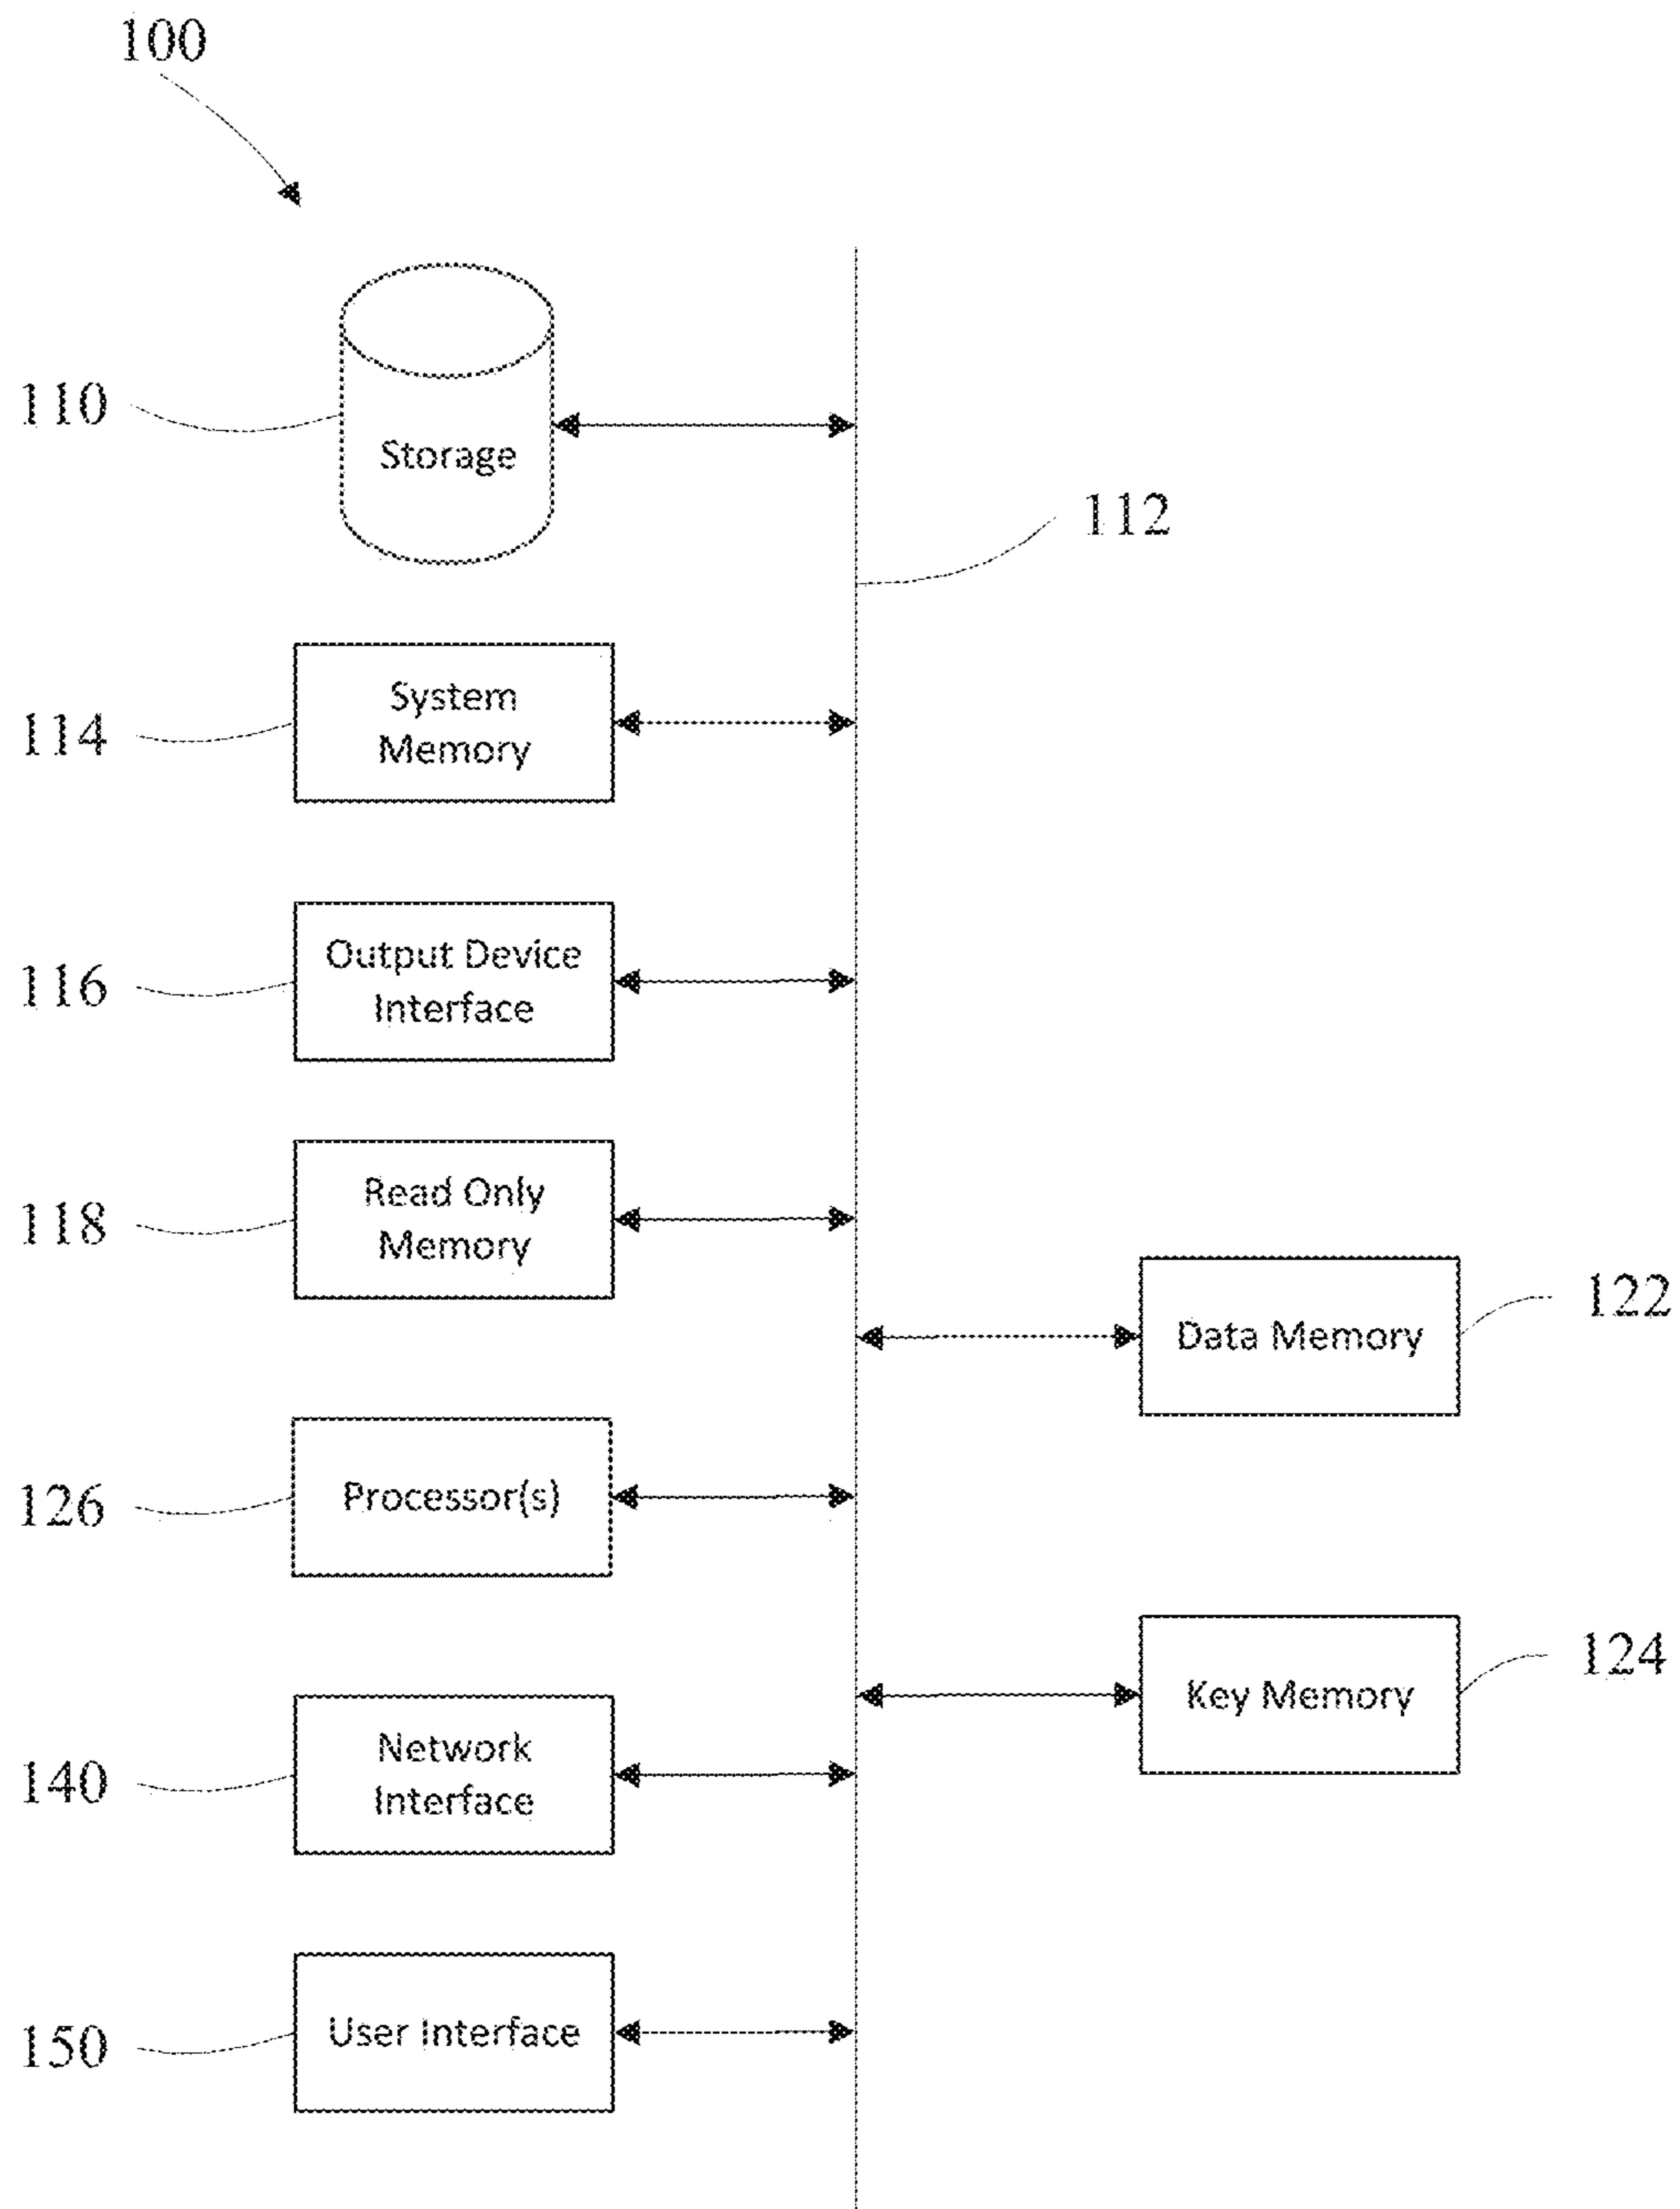 100
110
Storage
112
114
System
Memory
116
Output Device
Interface
118
Read Only
Memory
122
Data Memory
126
Processor(s)
124
Key Memory
140
Network
Interface
150
User Interface